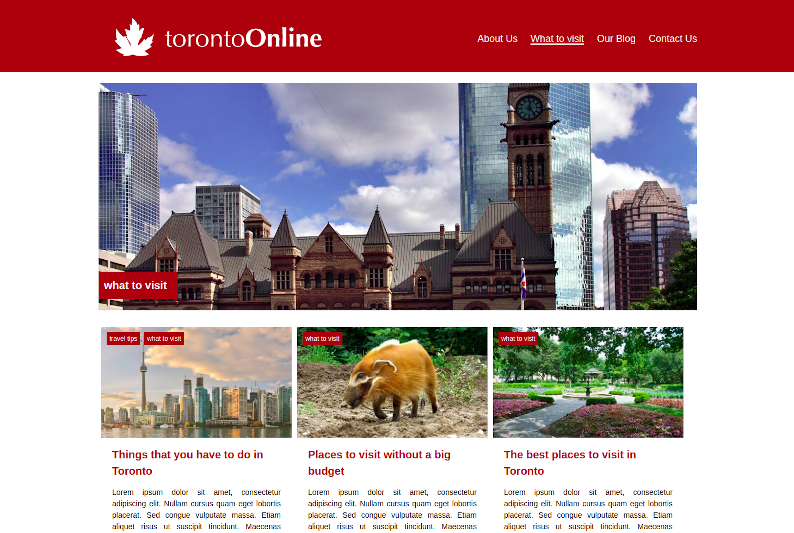 torontoOnline
About Us What to visit Our Blog Contact Us
what to visit
travel tips what to visit
what to visit
what to visit
Things that you have to do in
Toronto
Lorem ipsum dolor sit amet, consectetur
adipiscing elit. Nullam cursus quam eget lobortis
placerat. Sed congue vulputate massa. Etiam
aliquet risus ut suscipit tincidunt. Maecenas
Places to visit without a big
budget
Lorem ipsum dolor sit amet, consectetur
adipiscing elit. Nullam cursus quam eget lobortis
placerat. Sed congue vulputate massa. Etiam
aliquet risus ut suscipit tincidunt. Maecenas
The best places to visit in
Toronto
Lorem ipsum dolor sit amet, consectetur
adipiscing elit. Nullam cursus quam eget lobortis
placerat. Sed congue vulputate massa. Etiam
aliquet risus ut suscipit tincidunt. Maecenas